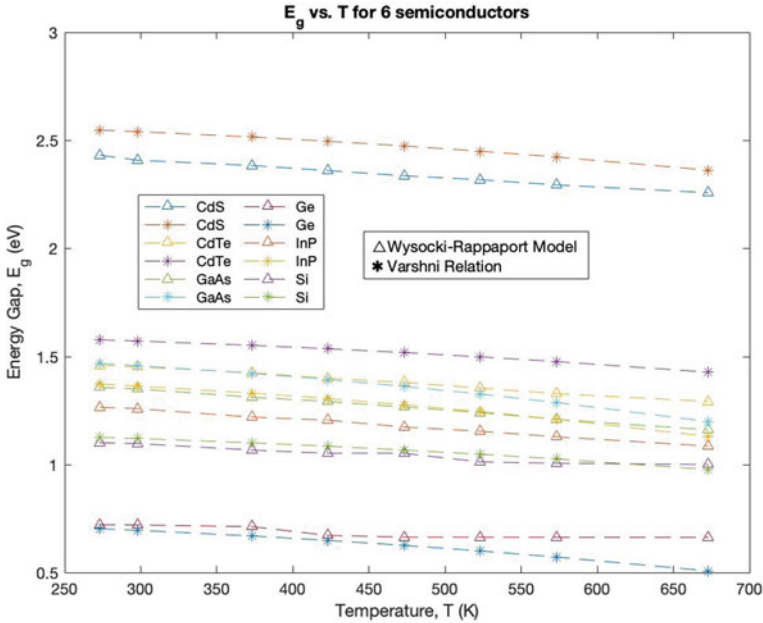 E_g vs. T for 6 semiconductors
3
2.5
2
1.5
1
0.5
Energy Gap, E_g (eV)
CdS
CdS
CdTe
CdTe
GaAs
GaAs
Ge
Ge
InP
InP
Si
Si
Wysocki-Rappaport Model
Varshni Relation
250 300 350 400 450 500 550 600 650 700
Temperature, T (K)